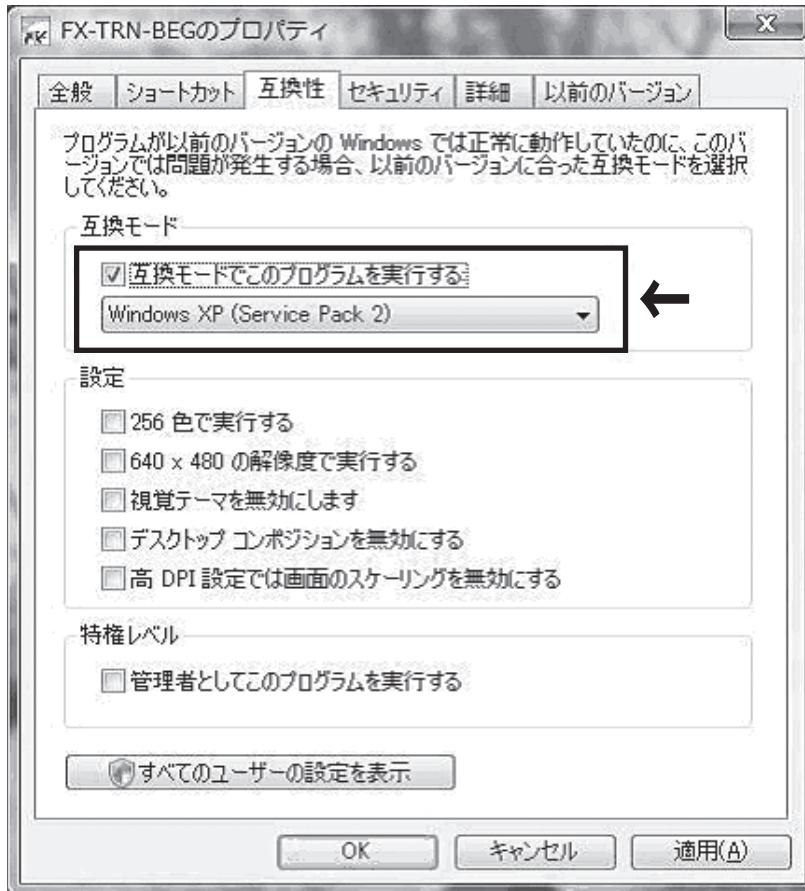 FX-TRN-BEGのプロパティ
全般 ショートカット 互換性 セキュリティ 詳細 以前のバージョン
プログラムが以前のバージョンの Windows では正常に動作していたのに、このバ
ージョンでは問題が発生する場合、以前のバージョンに合った互換モードを選択
してください。
互換モード
互換モードでこのプログラムを実行する
Windows XP (Service Pack 2)
設定
256 色で実行する
640 x 480 の解像度で実行する
視覚テーマを無効にします
デスクトップ コンポジションを無効にする
高 DPI 設定では画面のスケーリングを無効にする
特権レベル
管理者としてこのプログラムを実行する
すべてのユーザーの設定を表示
OK キャンセル 適用(A)